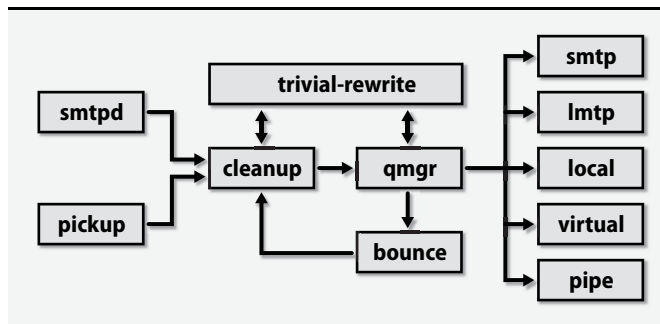 trivial-rewrite
smtpd
cleanup
qmgr
pickup
bounce
smtp
lmtp
local
virtual
pipe